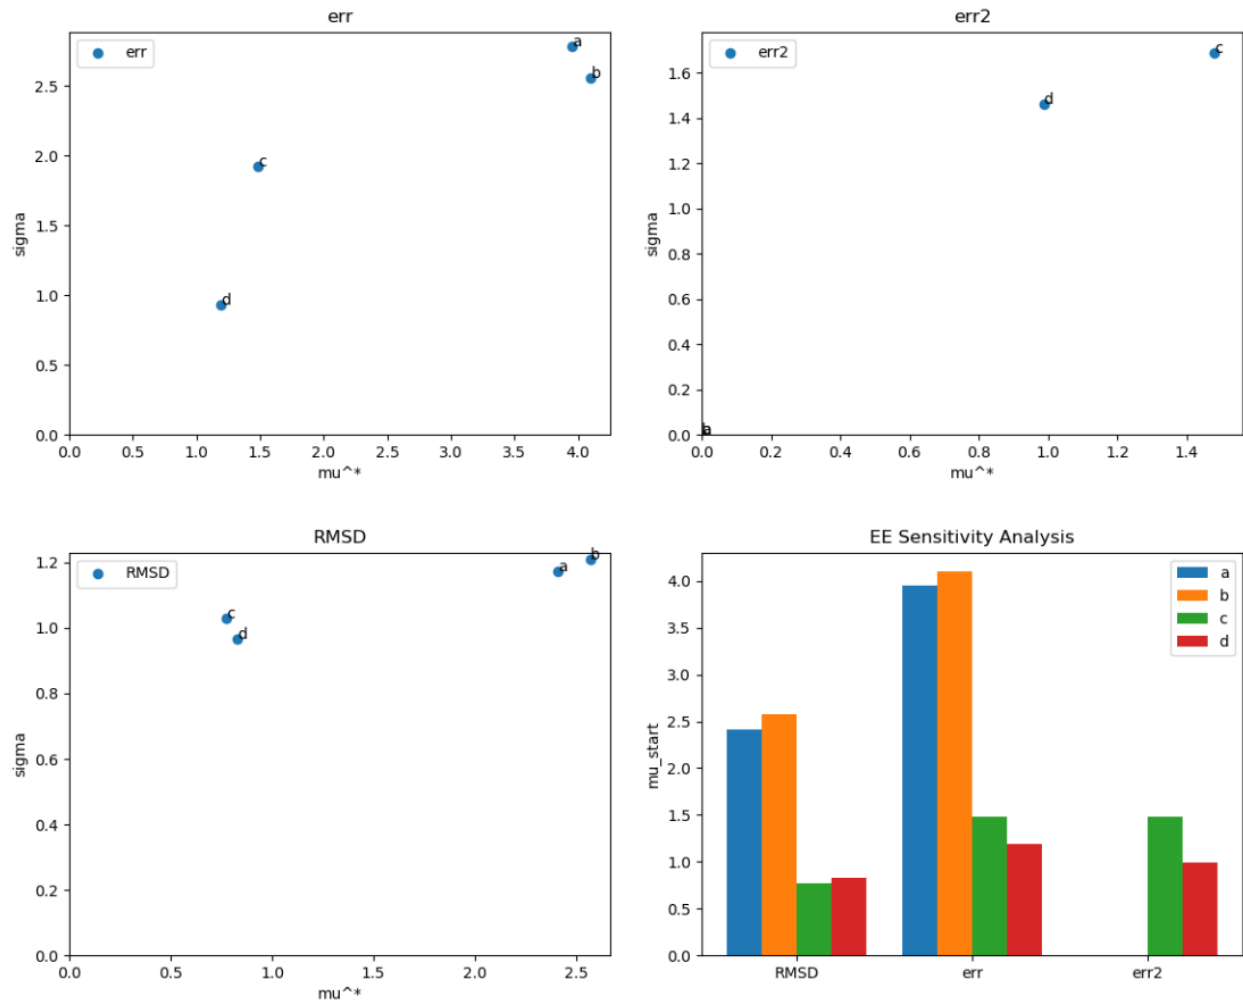 err
err
a
b
c
d
sigma
2.5
2.0
1.5
1.0
0.5
0.0
0.0 0.5 1.0 1.5 2.0 2.5 3.0 3.5 4.0
mu^*
err2
err2
c
d
a
sigma
1.6
1.4
1.2
1.0
0.8
0.6
0.4
0.2
0.0
0.0 0.2 0.4 0.6 0.8 1.0 1.2 1.4
mu^*
RMSD
RMSD
b
a
c
d
sigma
1.2
1.0
0.8
0.6
0.4
0.2
0.0
0.0 0.5 1.0 1.5 2.0 2.5
mu^*
EE Sensitivity Analysis
a
b
c
d
mu_start
4.0
3.5
3.0
2.5
2.0
1.5
1.0
0.5
0.0
RMSD err err2